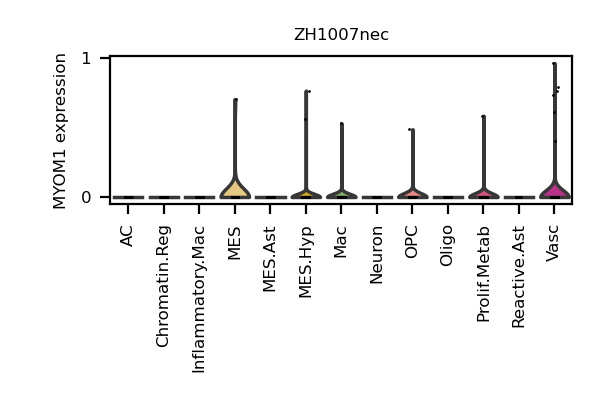 ZH1007nec
MYOM1 expression
1
0
AC
Chromatin.Reg
Inflammatory.Mac
MES
MES.Ast
MES.Hyp
Mac
Neuron
OPC
Oligo
Prolif.Metab
Reactive.Ast
Vasc